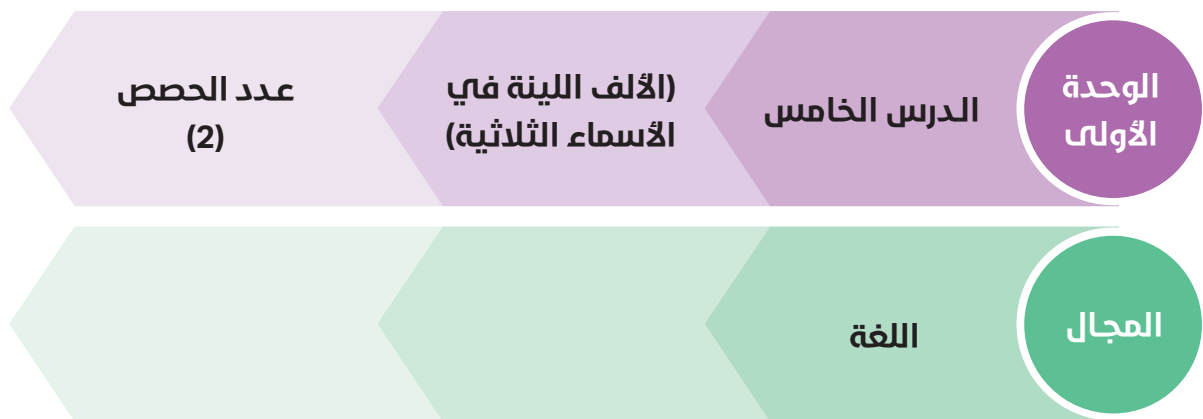 الوحدة
الأولى
الدرس الخامس
(الألف اللينة في
الأسماء الثلاثية)
عدد الحصص
(2)
المجال
اللغة